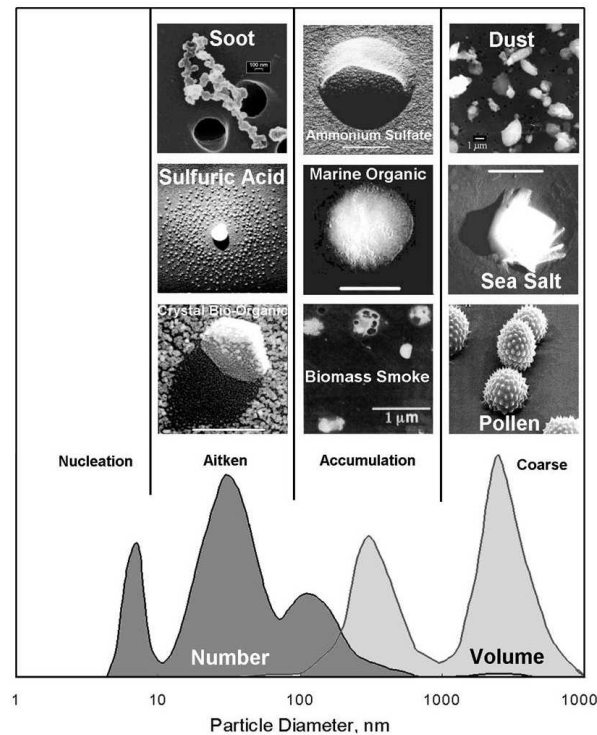 Soot
100 nm
Ammonium Sulfate
Dust
1 µm
Sulfuric Acid
Marine Organic
Sea Salt
Crystal Bio-Organic
Biomass Smoke
1 µm
Pollen
Nucleation
Aitken
Accumulation
Coarse
Number
Volume
1
10
100
1000
1000
Particle Diameter, nm